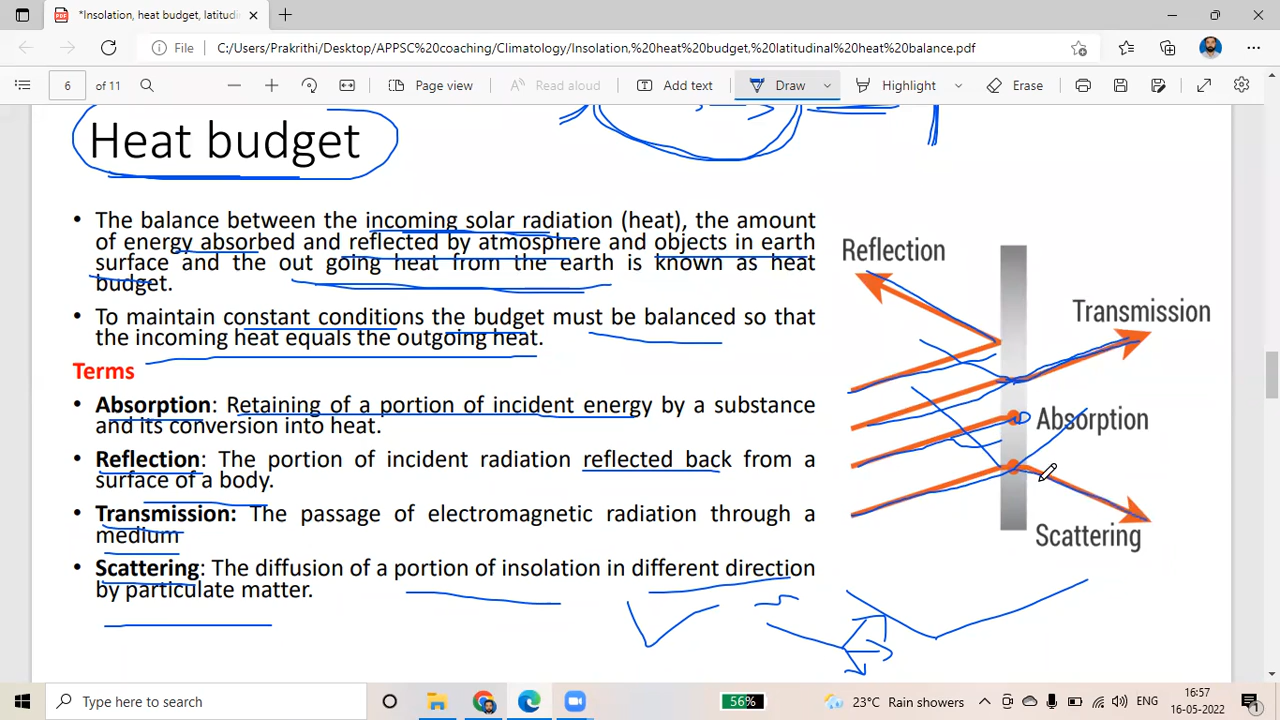 *Insolation, heat budget, latitudi
File
C:/Users/Prakrithi/Desktop/APPSC%20coaching/Climatology/Insolation,%20heat%20budget,%20latitudinal%20heat%20balance.pdf
6 of 11
Page view
Read aloud
Add text
Draw
Highlight
Erase
Heat budget
• The balance between the incoming solar radiation (heat), the amount
of energy absorbed and reflected by atmosphere and objects in earth
surface and the out going heat from the earth is known as heat
budget.
• To maintain constant conditions the budget must be balanced so that
the incoming heat equals the outgoing heat.
Terms
• Absorption: Retaining of a portion of incident energy by a substance
and its conversion into heat.
• Reflection: The portion of incident radiation reflected back from a
surface of a body.
• Transmission: The passage of electromagnetic radiation through a
medium
• Scattering: The diffusion of a portion of insolation in different direction
by particulate matter.
Reflection
Transmission
Absorption
Scattering
Type here to search
56%
23°C Rain showers
ENG
16:57
16-05-2022
1